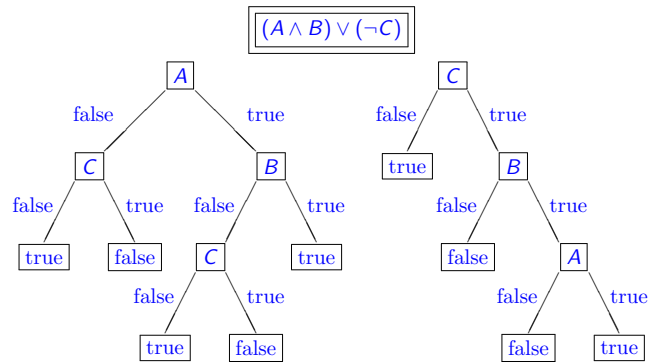 (A ∧ B) ∨ (¬C)
A C
false true false true
C B true B
false true false true false true
true false C true false A
false true false true
true false false true